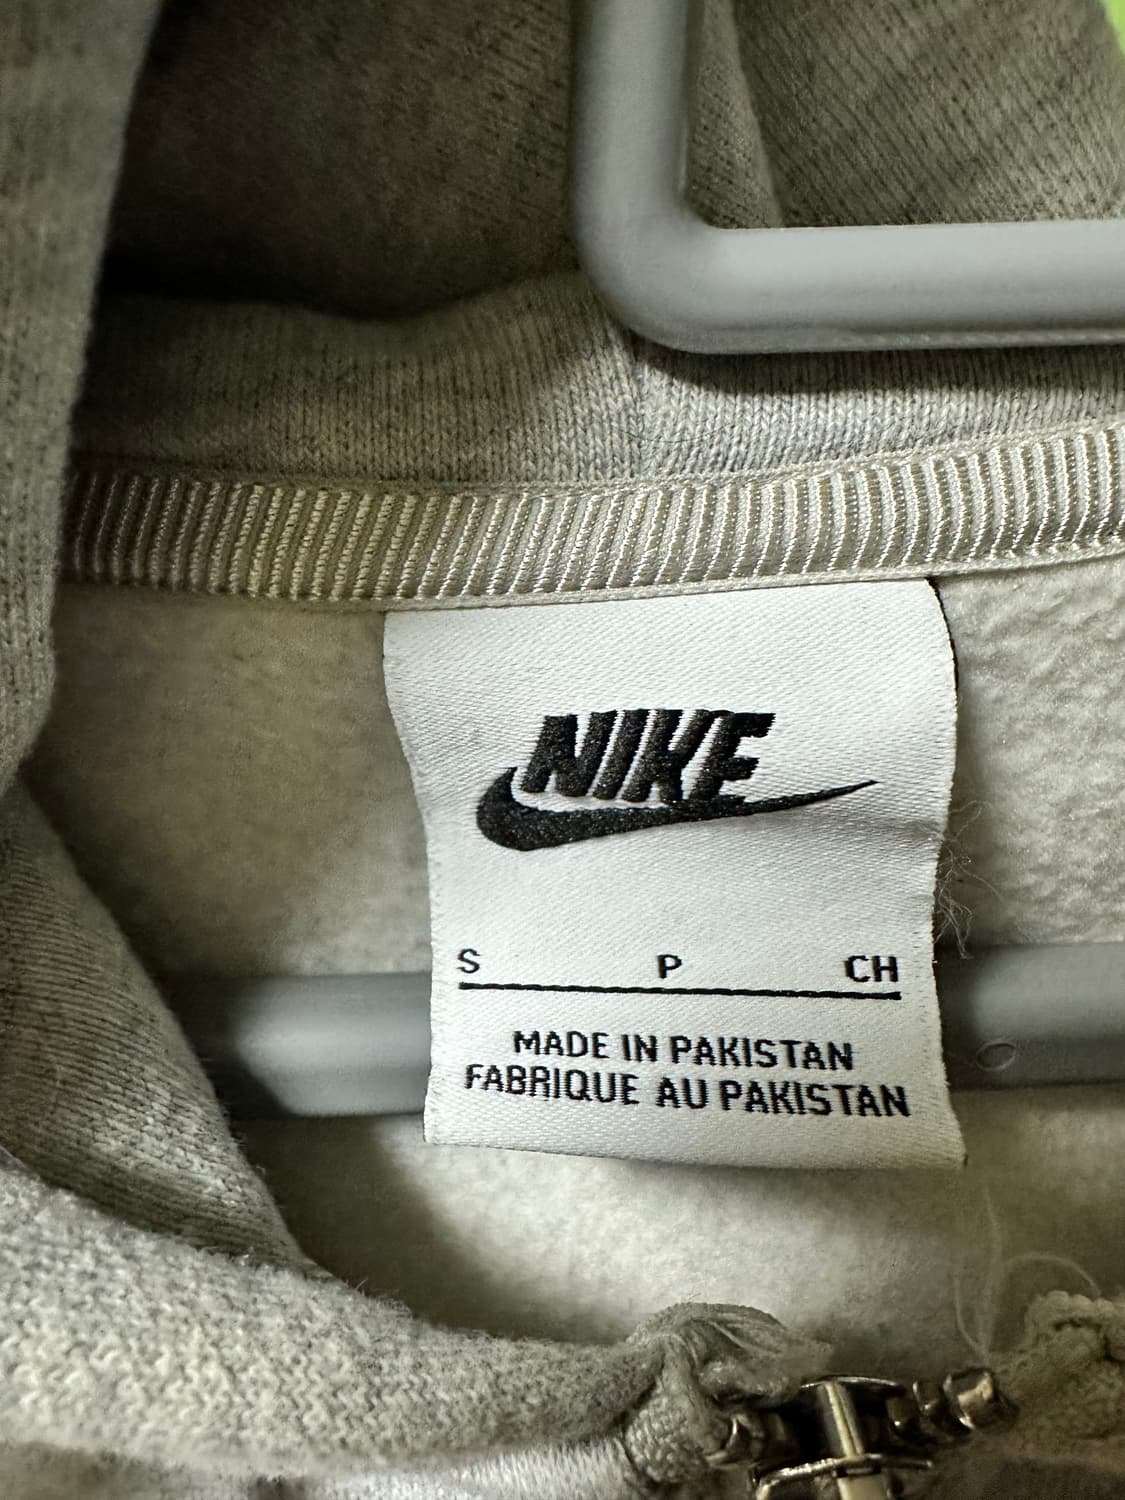 NIKE
S P CH
MADE IN PAKISTAN
FABRIQUE AU PAKISTAN